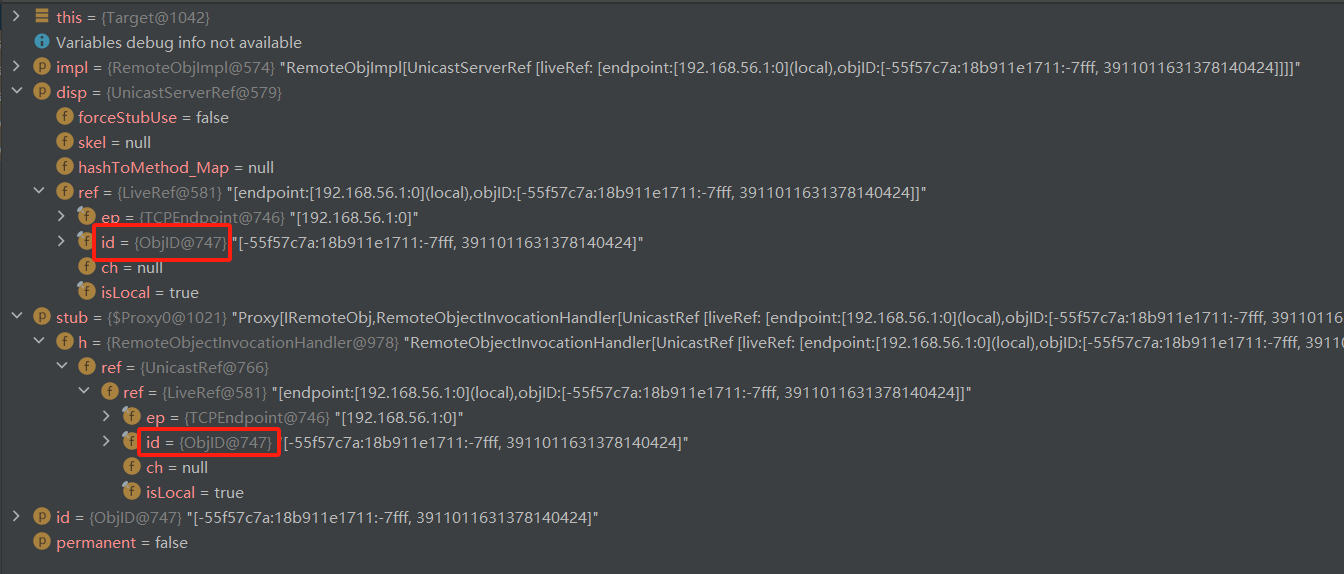 this = {Target@1042}
Variables debug info not available
impl = {RemoteObjImpl@574} "RemoteObjImpl[UnicastServerRef [liveRef: [endpoint:[192.168.56.1:0](local),objID:[-55f57c7a:18b911e1711:-7fff, 3911011631378140424]]]]"
disp = {UnicastServerRef@579}
forceStubUse = false
skel = null
hashToMethod_Map = null
ref = {LiveRef@581} "[endpoint:[192.168.56.1:0](local),objID:[-55f57c7a:18b911e1711:-7fff, 3911011631378140424]]"
ep = {TCPEndpoint@746} "[192.168.56.1:0]"
id = {ObjID@747} "[-55f57c7a:18b911e1711:-7fff, 3911011631378140424]"
ch = null
isLocal = true
stub = {$Proxy0@1021} "Proxy[IRemoteObj,RemoteObjectInvocationHandler[UnicastRef [liveRef: [endpoint:[192.168.56.1:0](local),objID:[-55f57c7a:18b911e1711:-7fff, 39110116
h = {RemoteObjectInvocationHandler@978} "RemoteObjectInvocationHandler[UnicastRef [liveRef: [endpoint:[192.168.56.1:0](local),objID:[-55f57c7a:18b911e1711:-7fff, 39110
ref = {UnicastRef@766}
ref = {LiveRef@581} "[endpoint:[192.168.56.1:0](local),objID:[-55f57c7a:18b911e1711:-7fff, 3911011631378140424]]"
ep = {TCPEndpoint@746} "[192.168.56.1:0]"
id = {ObjID@747} "[-55f57c7a:18b911e1711:-7fff, 3911011631378140424]"
ch = null
isLocal = true
id = {ObjID@747} "[-55f57c7a:18b911e1711:-7fff, 3911011631378140424]"
permanent = false